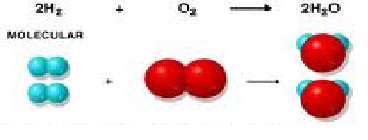 2H₂ + O₂ → 2H₂O
MOLECULAR
+ →